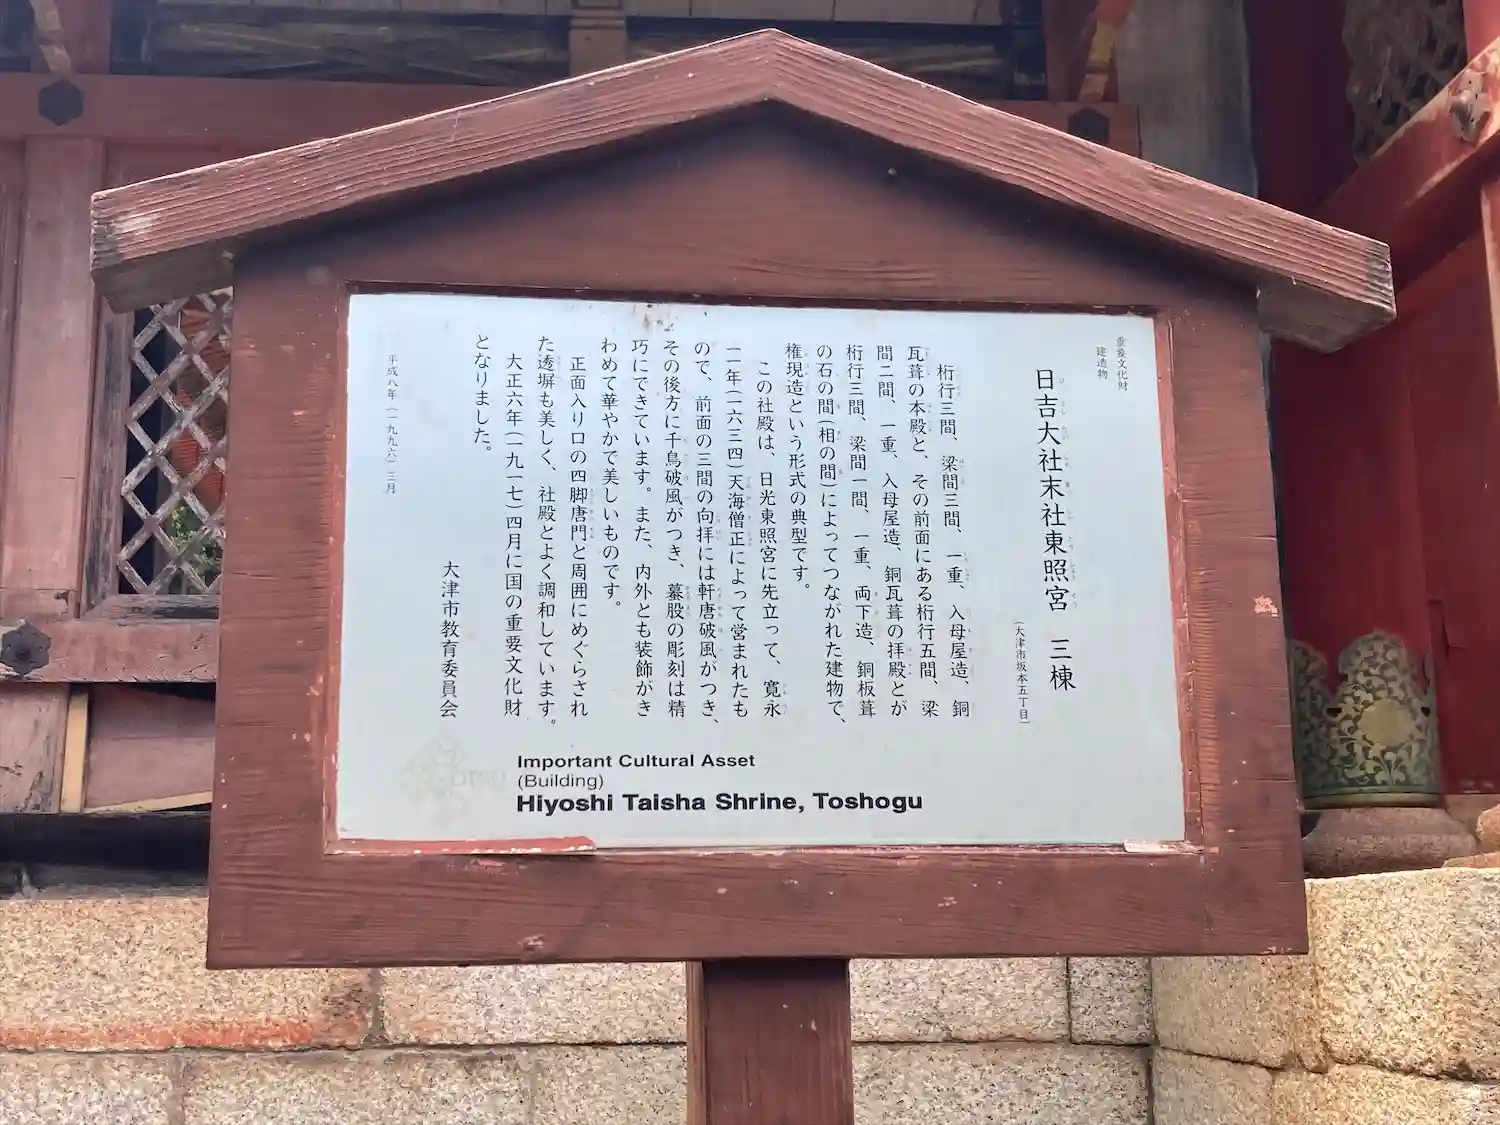 重要文化財
建造物
日吉大社末社東照宮　三棟
(大津市坂本五丁目)
桁行三間、梁間三間、一重、入母屋造、銅
瓦葺の本殿と、その前面にある桁行五間、梁
間二間、一重、入母屋造、銅瓦葺の拝殿とが
桁行三間、梁間一間、一重、両下造、銅板葺
の石の間(相の間)によってつながれた建物で、
権現造という形式の典型です。
この社殿は、日光東照宮に先立って、寛永
一一年(一六三四)天海僧正によって営まれたも
ので、前面の三間の向拝には軒唐破風がつき、
その後方に千鳥破風がつき、蟇股の彫刻は精
巧にできています。また、内外とも装飾がき
わめて華やかで美しいものです。
正面入り口の四脚唐門と周囲にめぐらされ
た透塀も美しく、社殿とよく調和しています。
大正六年(一九一七)四月に国の重要文化財
となりました。
大津市教育委員会
平成八年(一九九六)三月
Important Cultural Asset
(Building)
Hiyoshi Taisha Shrine, Toshogu